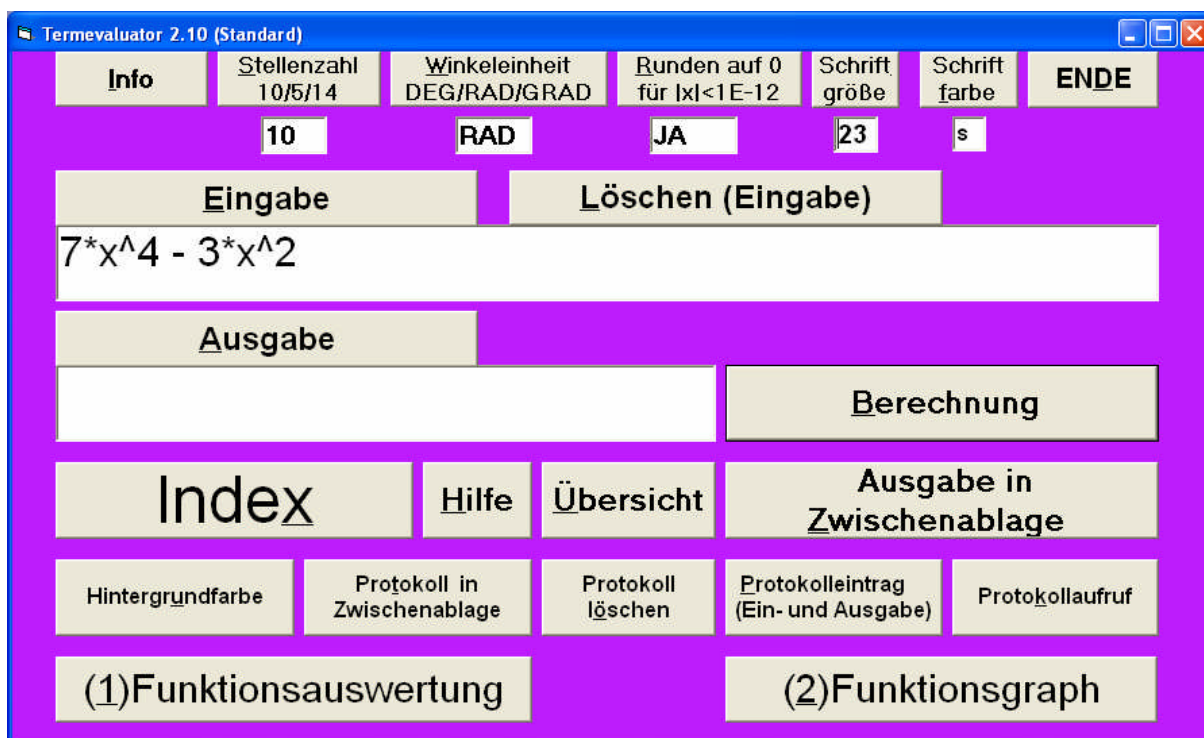 Termevaluator 2.10 (Standard)
Info
Stellenzahl
10/5/14
Winkeleinheit
DEG/RAD/GRAD
Runden auf 0
für |x|<1E-12
Schrift
größe
Schrift
farbe
ENDE
10
RAD
JA
23
s
Eingabe
Löschen (Eingabe)
7*x^4 - 3*x^2
Ausgabe
Berechnung
Index
Hilfe
Übersicht
Ausgabe in
Zwischenablage
Hintergrundfarbe
Protokoll in
Zwischenablage
Protokoll
löschen
Protokolleintrag
(Ein- und Ausgabe)
Protokollaufruf
(1)Funktionsauswertung
(2)Funktionsgraph